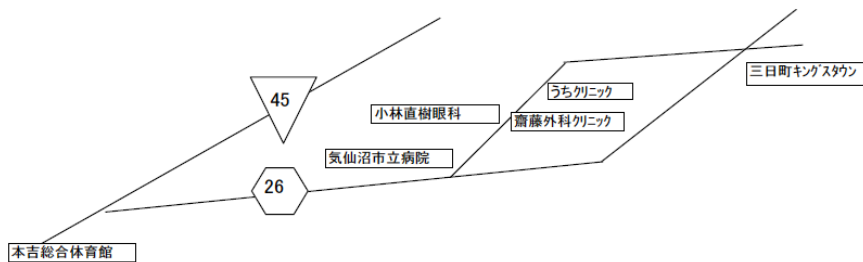 三日町ｷﾝｸﾞｽﾀｳﾝ
うちｸﾘﾆｯｸ
45
小林直樹眼科
齋藤外科ｸﾘﾆｯｸ
気仙沼市立病院
26
本吉総合体育館